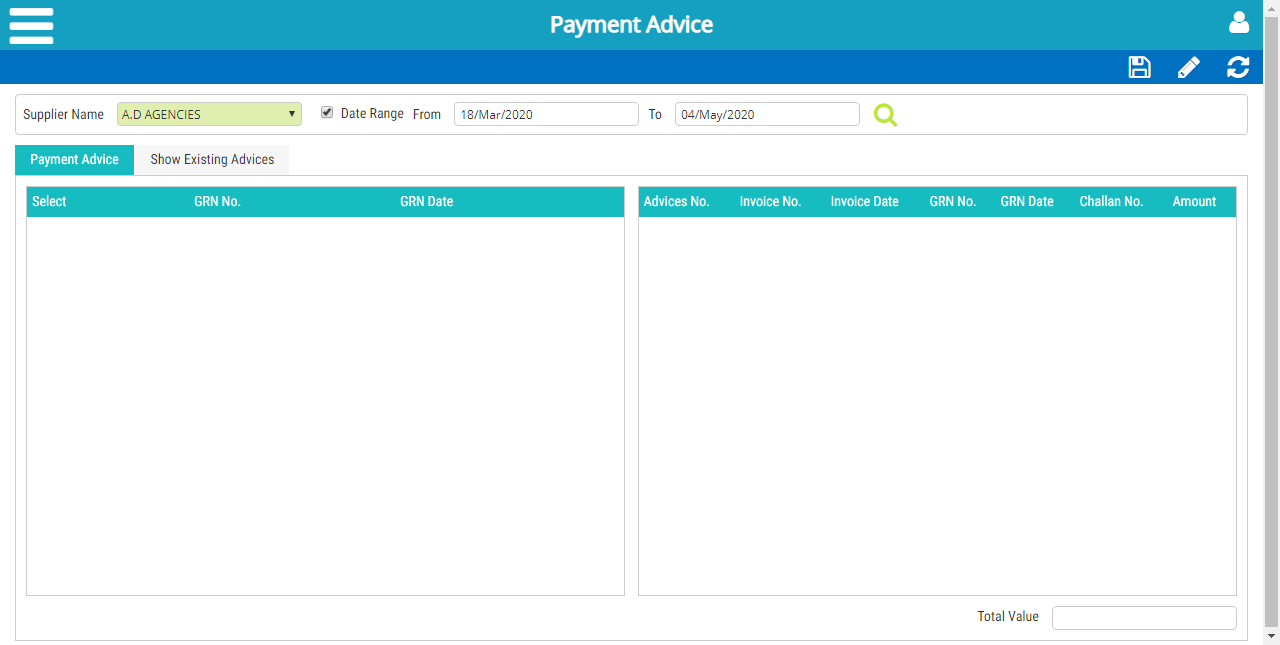 Payment Advice
Supplier Name A.D AGENCIES Date Range From 18/Mar/2020 To 04/May/2020
Payment Advice Show Existing Advices
Select GRN No. GRN Date Advices No. Invoice No. Invoice Date GRN No. GRN Date Challan No. Amount
Total Value